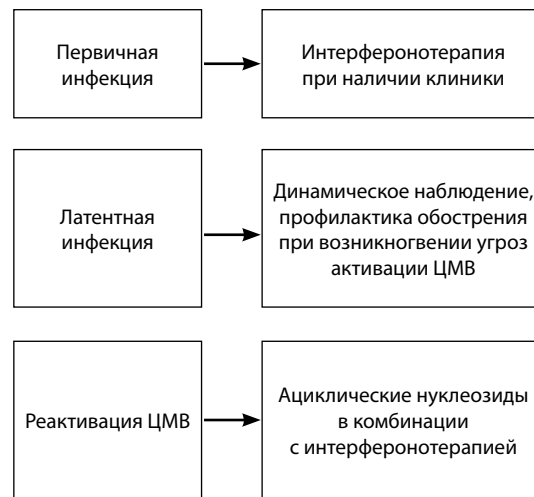 Первичная
инфекция
Интерферонотерапия
при наличии клиники
Латентная
инфекция
Динамическое наблюдение,
профилактика обострения
при возникногвении угроз
активации ЦМВ
Реактивация ЦМВ
Ациклические нуклеозиды
в комбинации
с интерферонотерапией